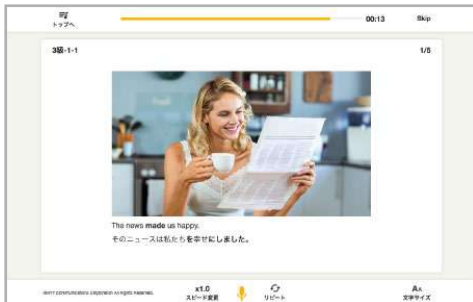 トップへ
00:13 Skip
3級-1-1
1/5
The news made us happy.
そのニュースは私たちを幸せにしました。
x1.0
スピード変更
リピート
AA
文字サイズ